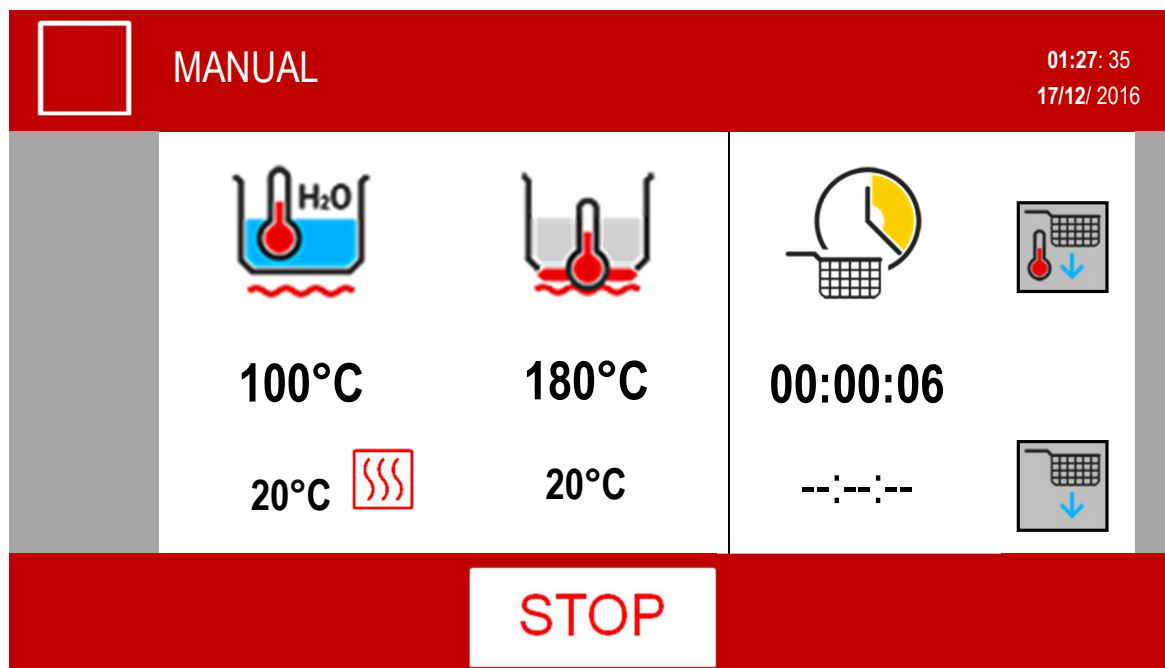 MANUAL
01:27: 35
17/12/ 2016
H₂O
100°C
180°C
00:00:06
20°C
20°C
--:--:--
STOP